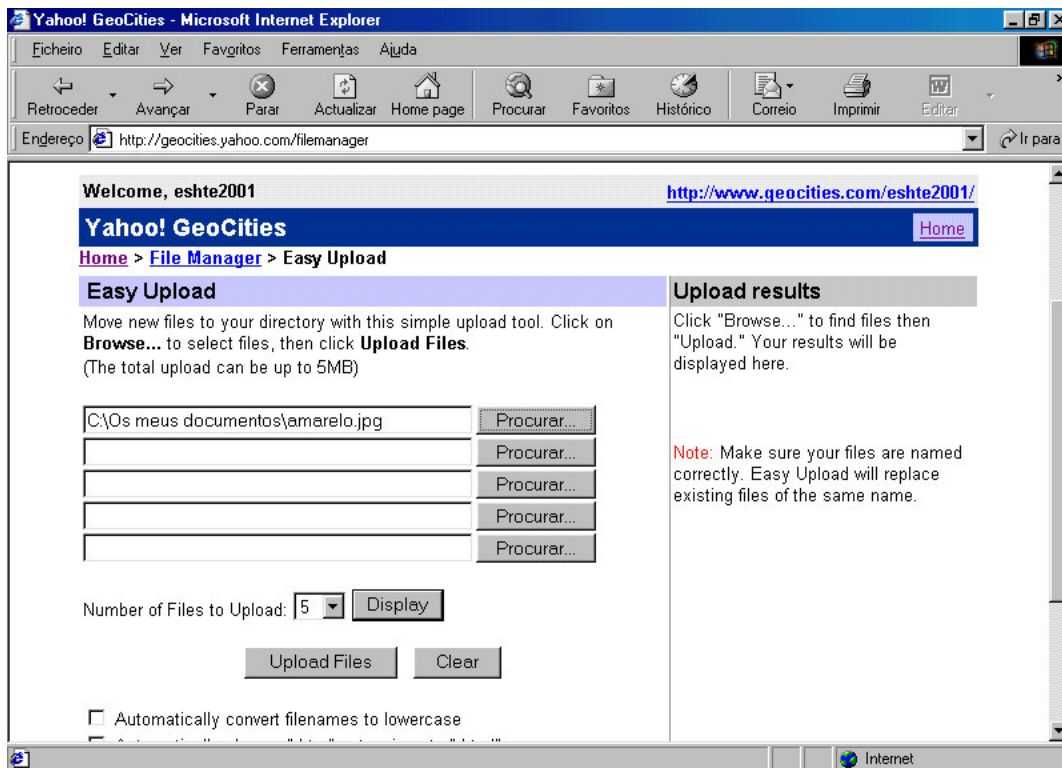 Yahoo! GeoCities - Microsoft Internet Explorer
Ficheiro Editar Ver Favoritos Ferramentas Ajuda
Retroceder Avançar Parar Actualizar Home page Procurar Favoritos Histórico Correio Imprimir Editar
Endereço http://geocities.yahoo.com/filemanager Ir para
Welcome, eshte2001 http://www.geocities.com/eshte2001/
Yahoo! GeoCities Home
Home > File Manager > Easy Upload
Easy Upload
Move new files to your directory with this simple upload tool. Click on
Browse... to select files, then click Upload Files.
(The total upload can be up to 5MB)
C:\Os meus documentos\amarelo.jpg Procurar...
Procurar...
Procurar...
Procurar...
Procurar...
Number of Files to Upload: 5 Display
Upload Files Clear
Automatically convert filenames to lowercase
Upload results
Click "Browse..." to find files then
"Upload." Your results will be
displayed here.
Note: Make sure your files are named
correctly. Easy Upload will replace
existing files of the same name.
Internet